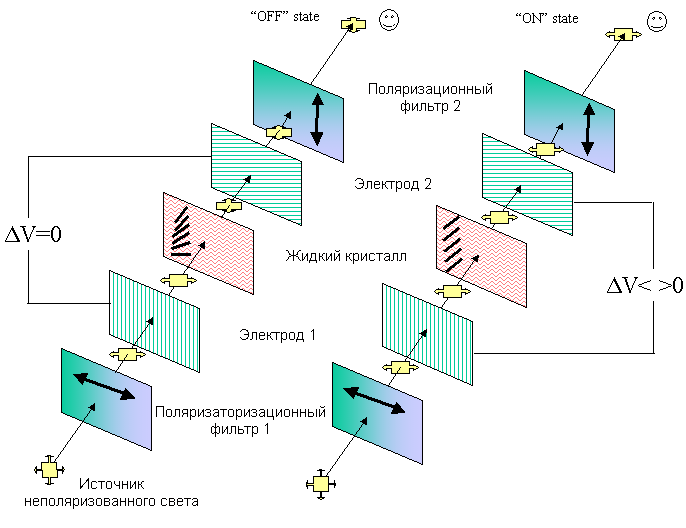 “OFF” state
“ON” state
Поляризационный
фильтр 2
Электрод 2
ΔV=0
Жидкий кристалл
ΔV< >0
Электрод 1
Поляризаторизационный
фильтр 1
Источник
неполяризованного света